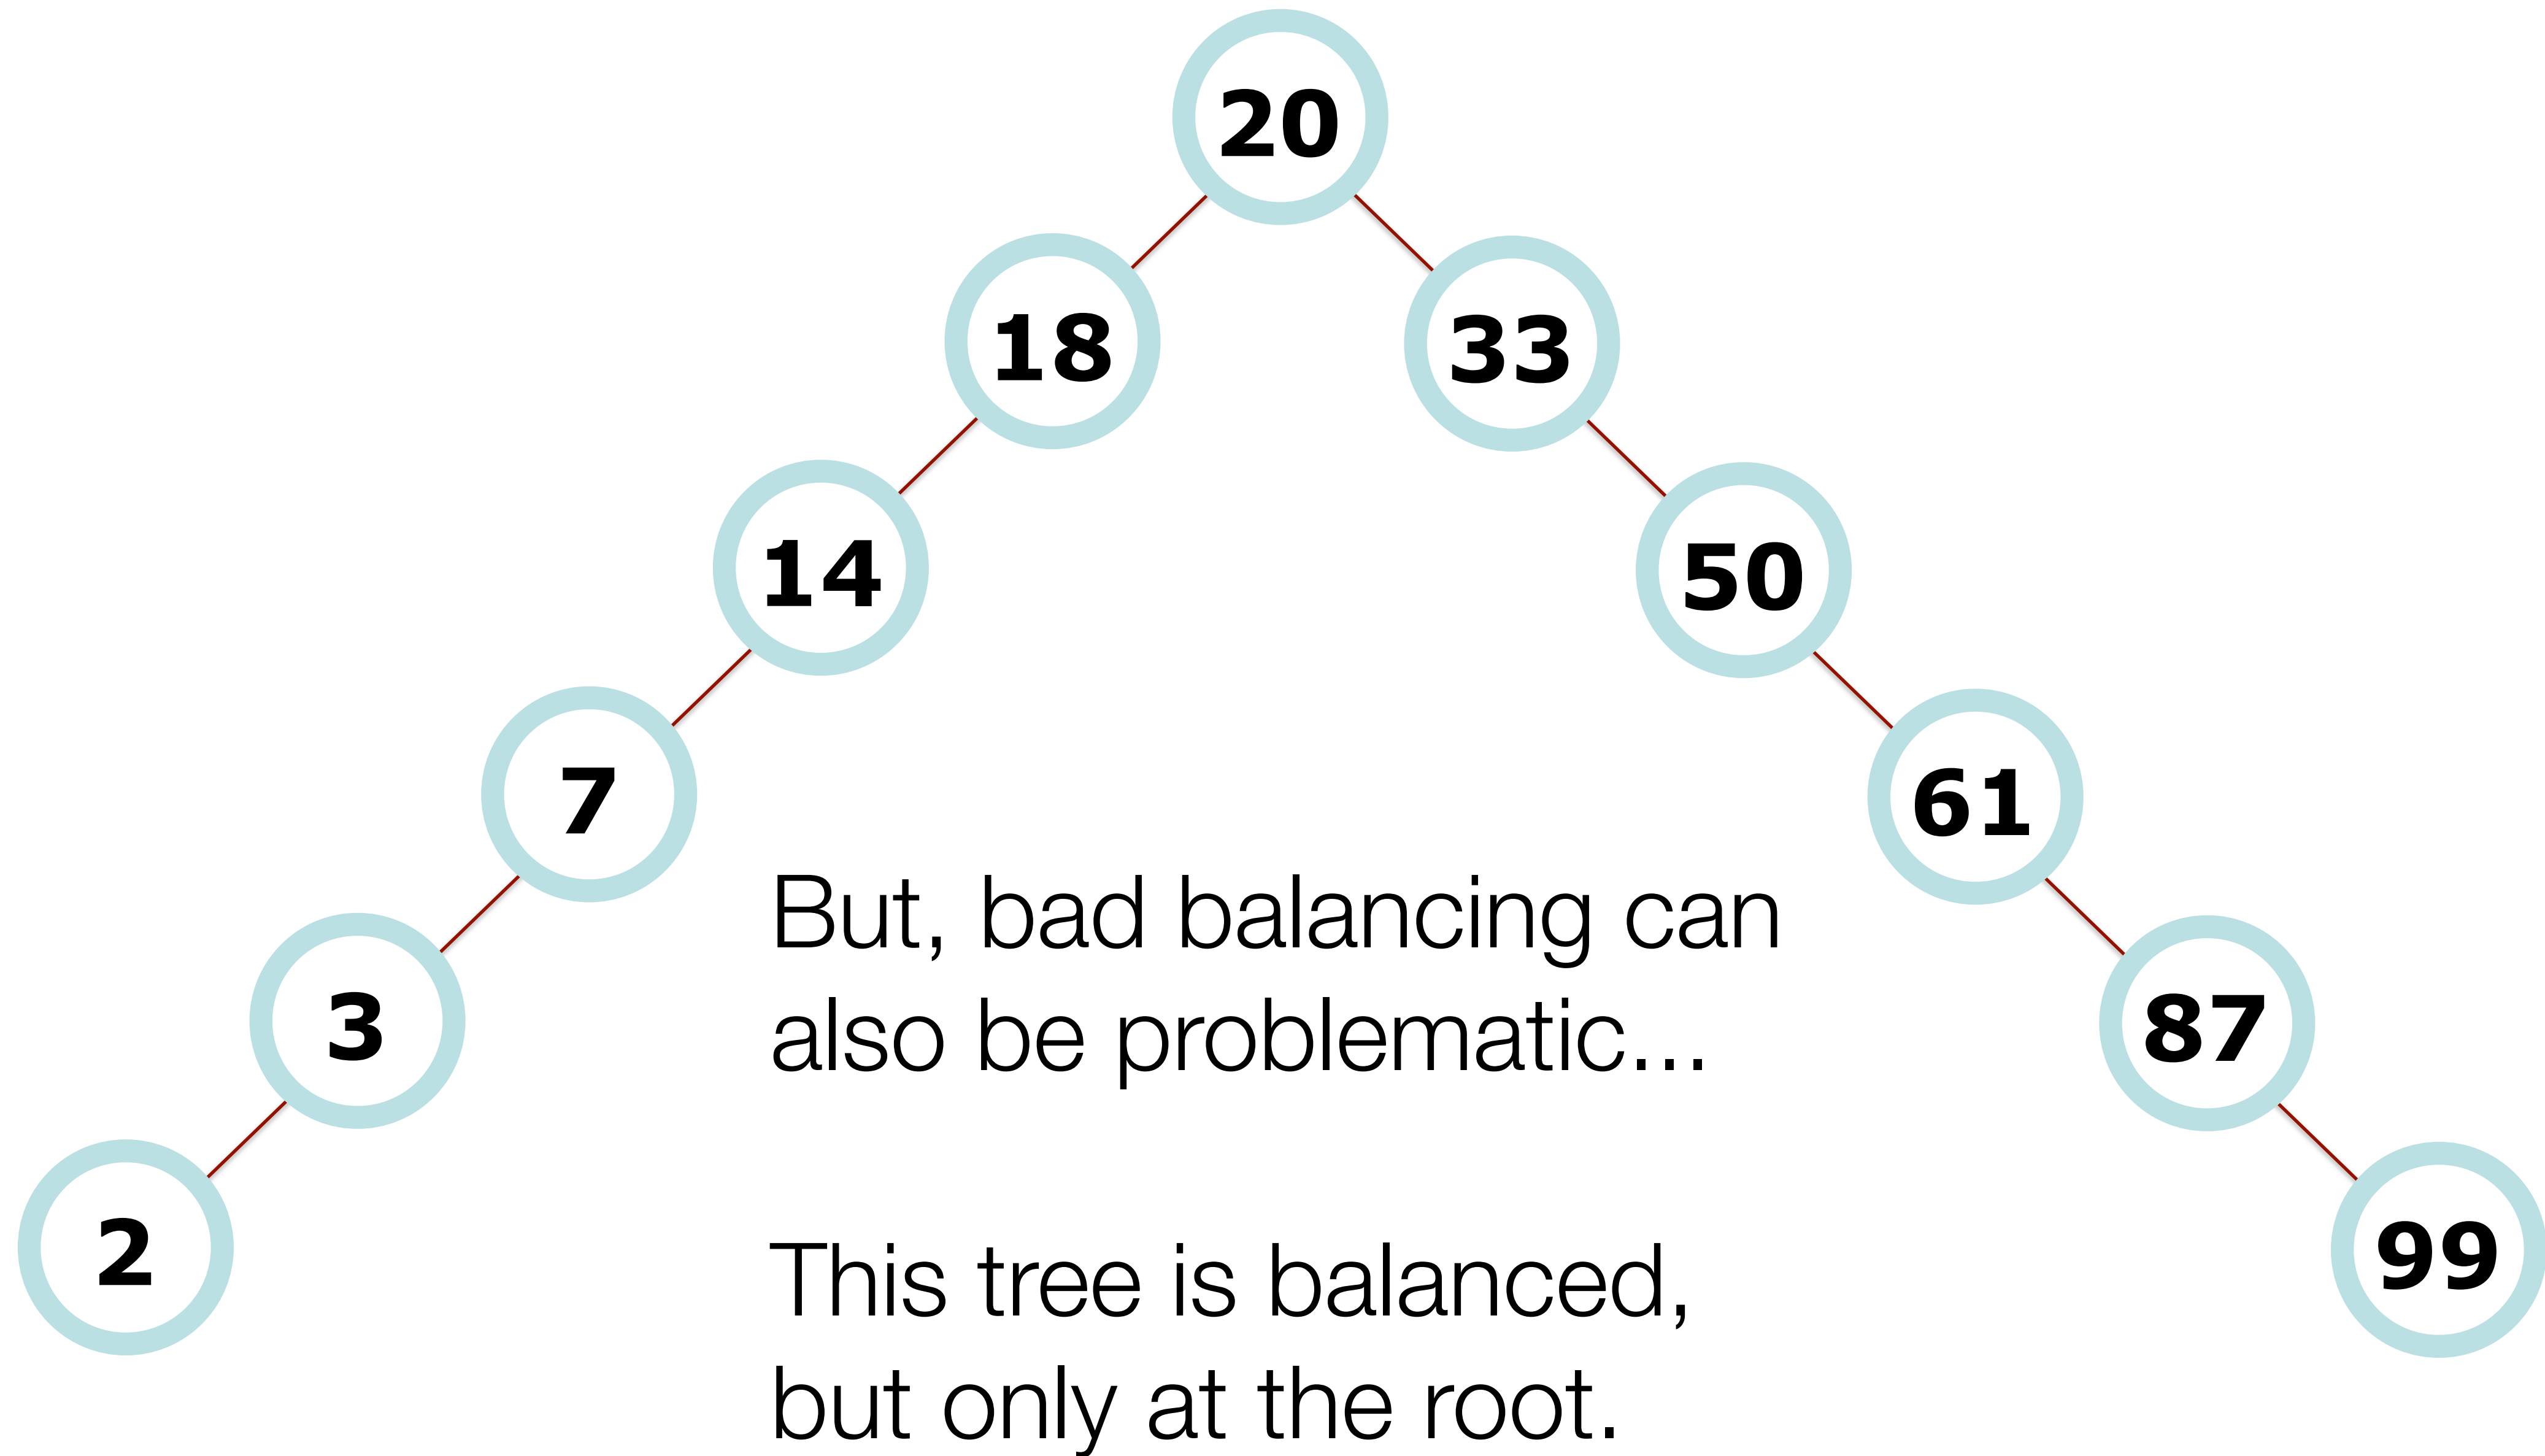 20
18
33
14
50
7
61
But, bad balancing can
3
87
also be problematic...
2
99
This tree is balanced,
but only at the root.